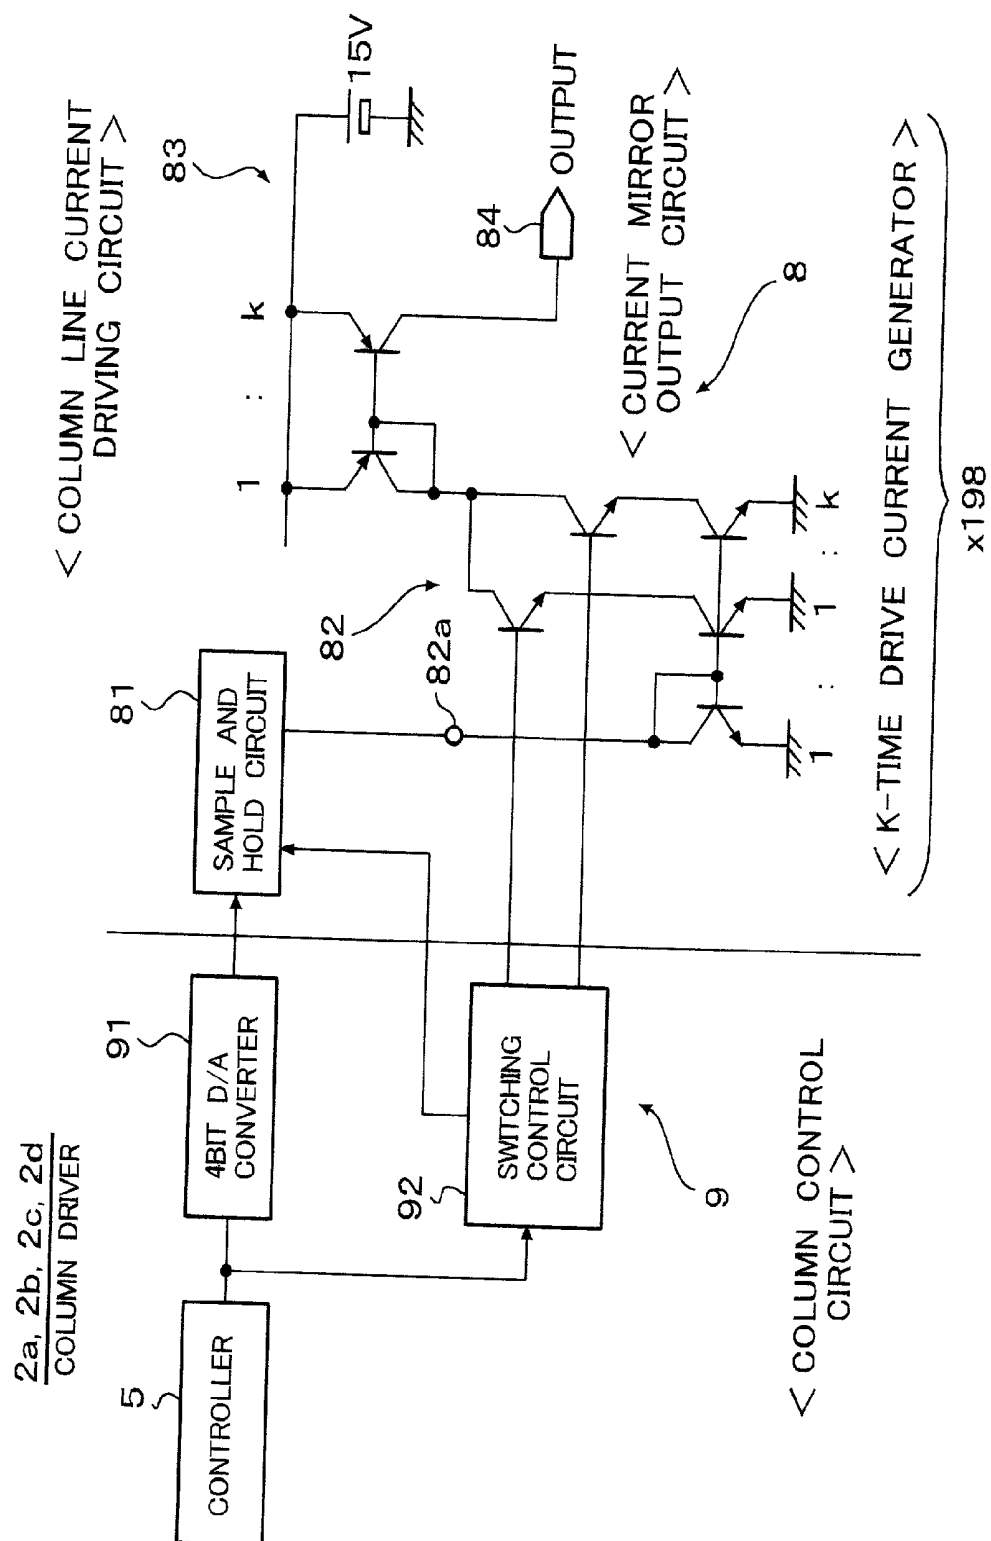 2a, 2b, 2c, 2d
COLUMN DRIVER
< COLUMN LINE CURRENT
DRIVING CIRCUIT >
5
CONTROLLER
91
4BIT D/A
CONVERTER
81
SAMPLE AND
HOLD CIRCUIT
83
1
:
k
15V
82
82a
84
OUTPUT
92
SWITCHING
CONTROL
CIRCUIT
9
< CURRENT MIRROR
OUTPUT CIRCUIT >
8
1
:
1
:
k
< COLUMN CONTROL
CIRCUIT >
< K-TIME DRIVE CURRENT GENERATOR >
x198